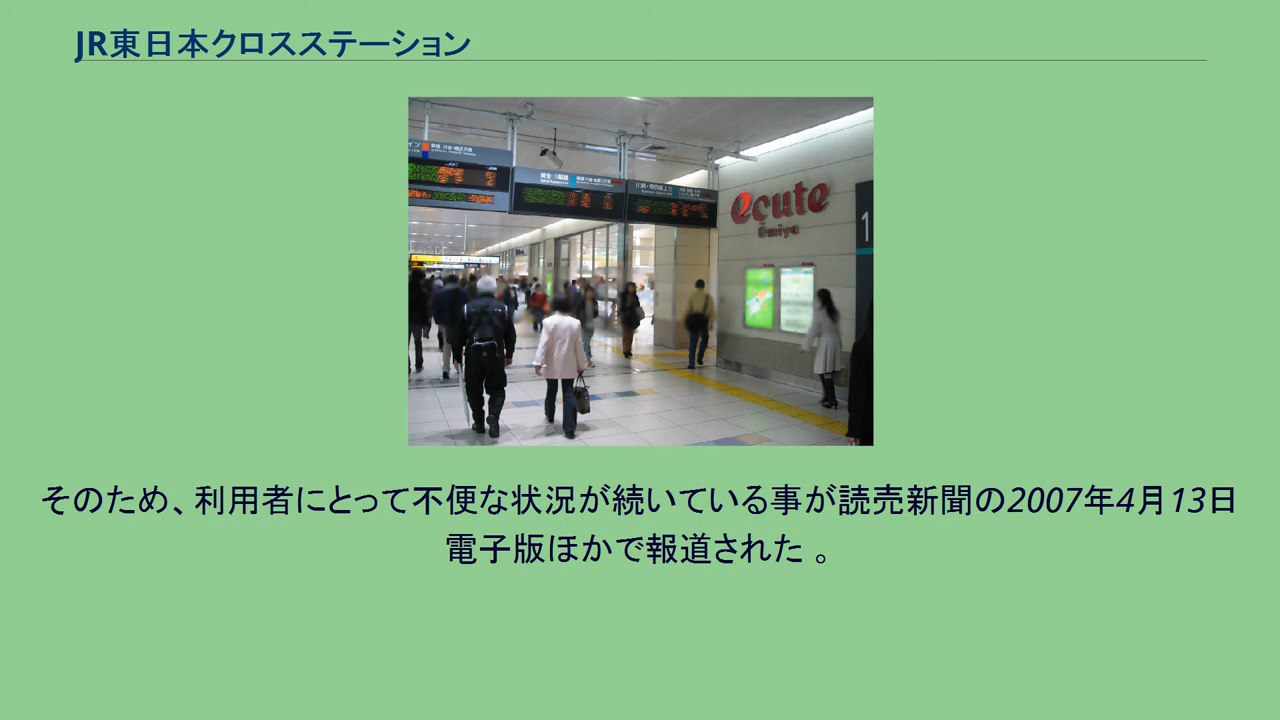 JR東日本クロスステーション
ecute
Omiya
1
そのため、利用者にとって不便な状況が続いている事が読売新聞の2007年4月13日
電子版ほかで報道された 。